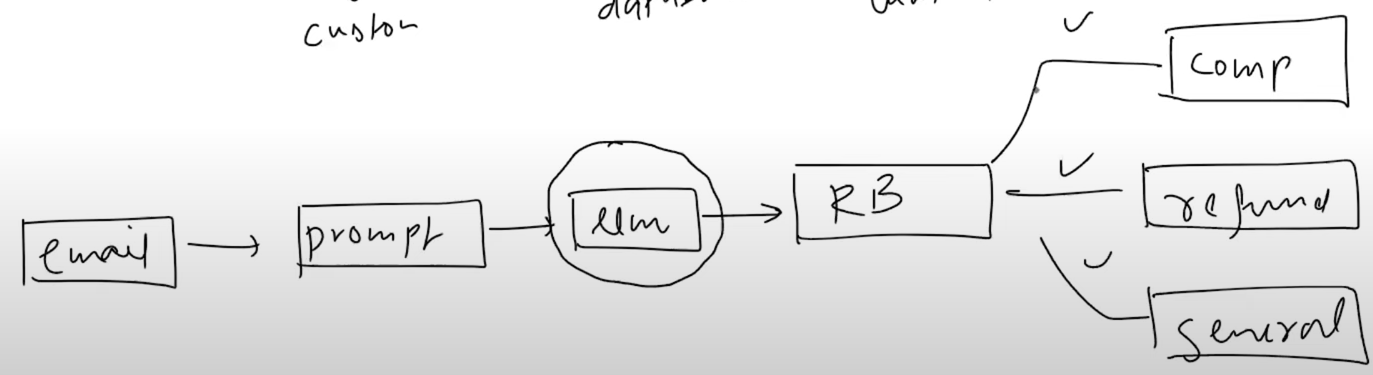 custom
comp
email
prompt
llm
RB
refund
general